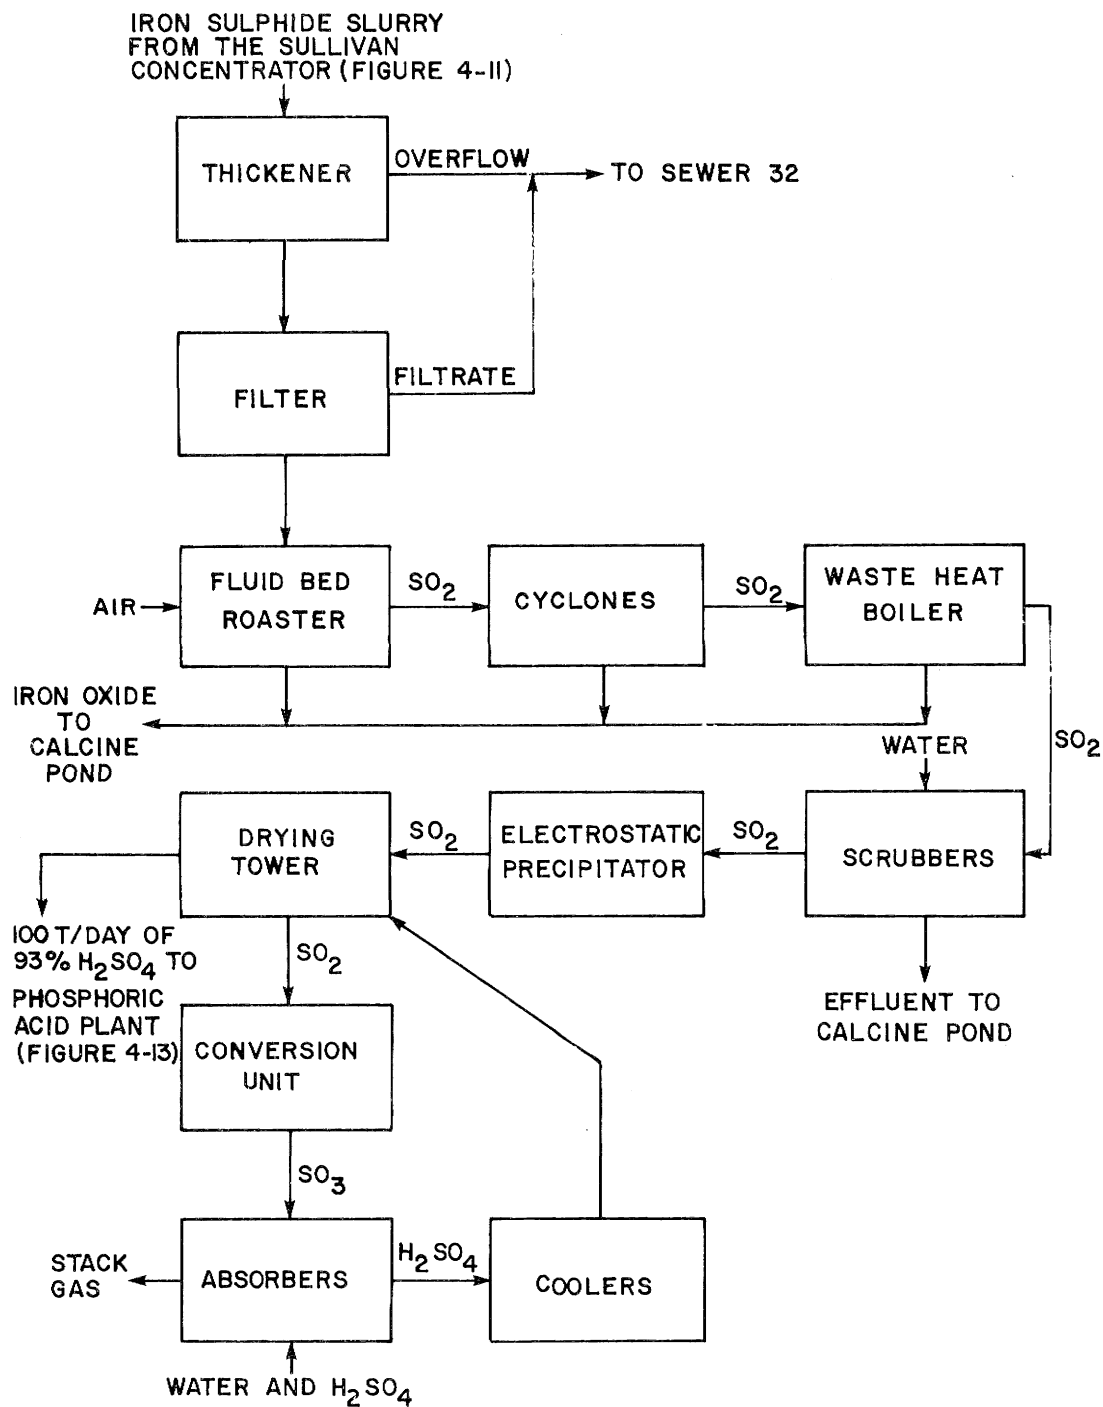 IRON SULPHIDE SLURRY
FROM THE SULLIVAN
CONCENTRATOR (FIGURE 4-11)
THICKENER
OVERFLOW
TO SEWER 32
FILTER
FILTRATE
AIR
FLUID BED
ROASTER
SO2
CYCLONES
SO2
WASTE HEAT
BOILER
IRON OXIDE
TO
CALCINE
POND
WATER
SO2
DRYING
TOWER
SO2
ELECTROSTATIC
PRECIPITATOR
SO2
SCRUBBERS
100 T/DAY OF
93% H2SO4 TO
PHOSPHORIC
ACID PLANT
(FIGURE 4-13)
SO2
EFFLUENT TO
CALCINE POND
CONVERSION
UNIT
SO3
STACK
GAS
ABSORBERS
H2SO4
COOLERS
WATER AND H2SO4